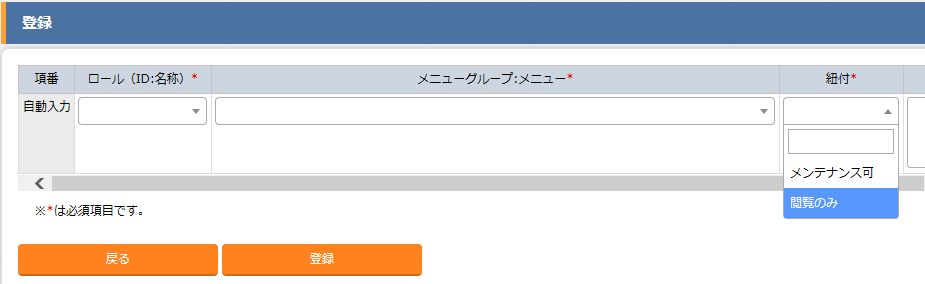 登録
項番 ロール（ID:名称）* メニューグループ:メニュー* 紐付*
自動入力
メンテナンス可
閲覧のみ
※*は必須項目です。
戻る 登録